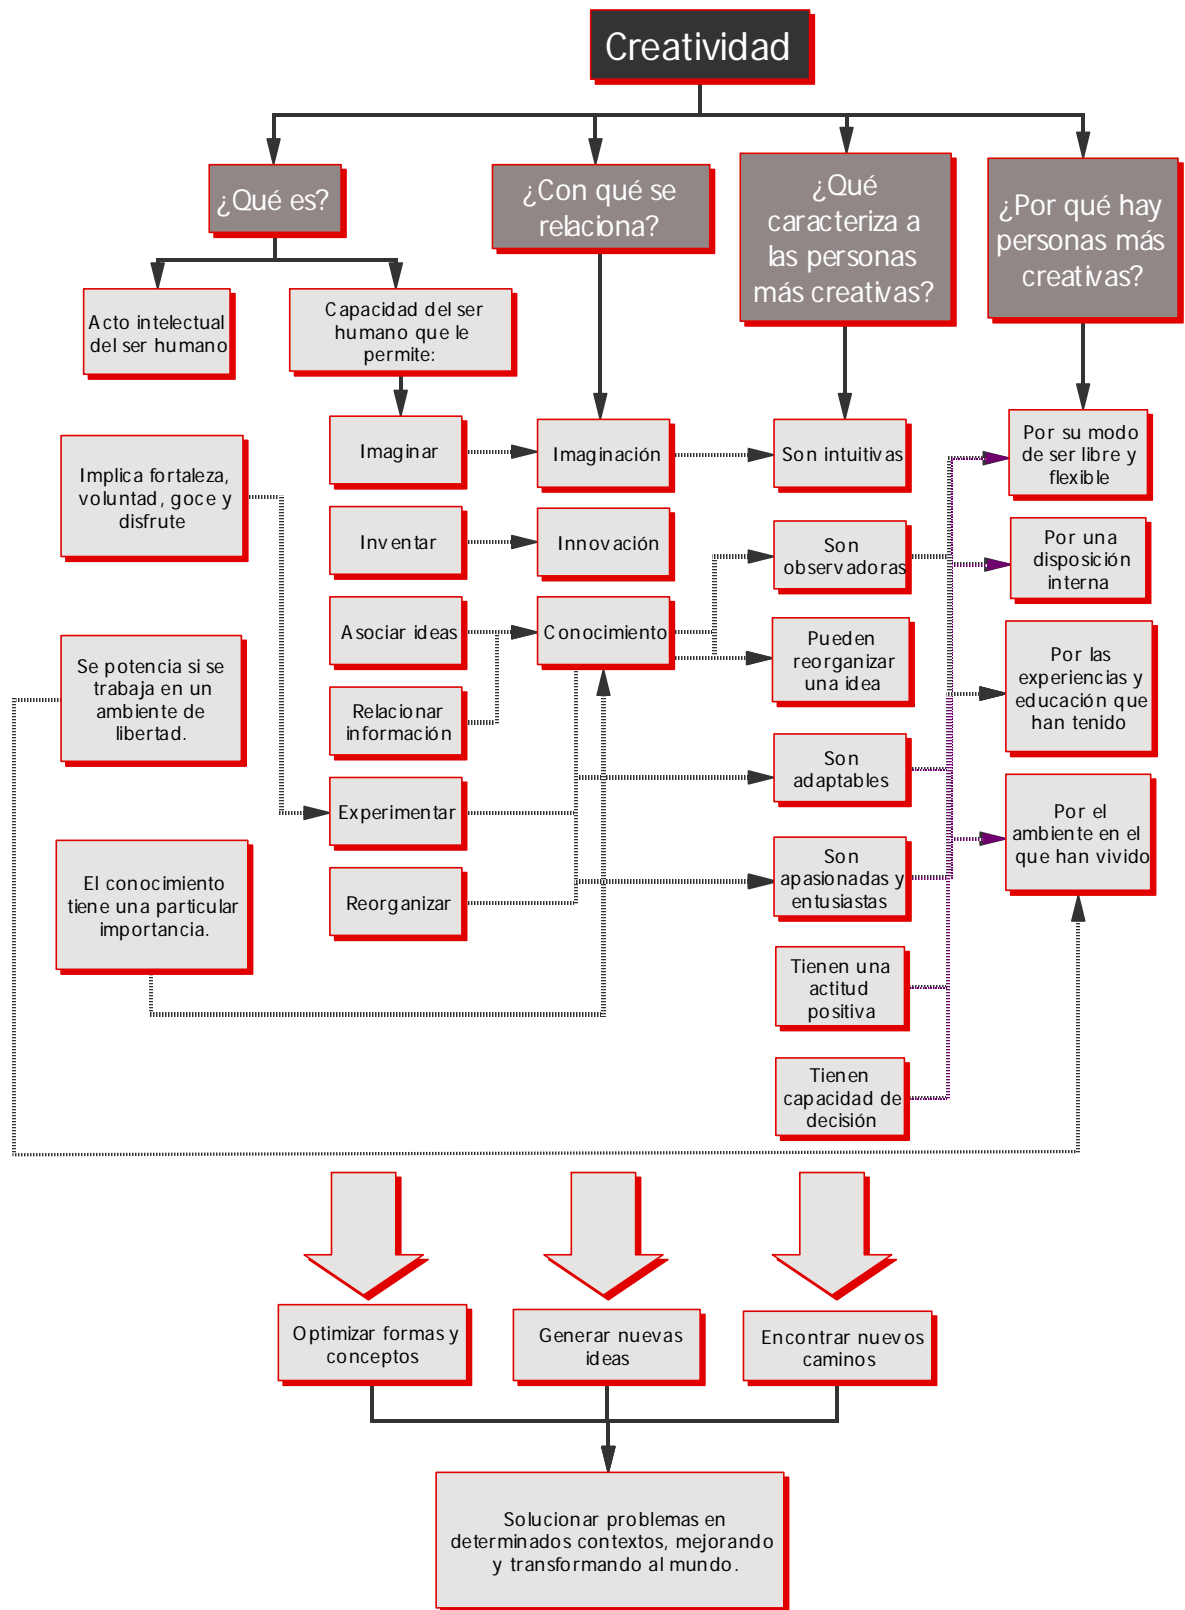 Creatividad
¿Qué es?
¿Con qué se
relaciona?
¿Qué
caracteriza a
las personas
más creativas?
¿Por qué hay
personas más
creativas?
Acto intelectual
del ser humano
Capacidad del ser
humano que le
permite:
Implica fortaleza,
voluntad, goce y
disfrute
Se potencia si se
trabaja en un
ambiente de
libertad.
El conocimiento
tiene una particular
importancia.
Imaginar
Inventar
Asociar ideas
Relacionar
información
Experimentar
Reorganizar
Imaginación
Innovación
Conocimiento
Son intuitivas
Son
observadoras
Pueden
reorganizar
una idea
Son
adaptables
Son
apasionadas y
entusiastas
Tienen una
actitud
positiva
Tienen
capacidad de
decisión
Por su modo
de ser libre y
flexible
Por una
disposición
interna
Por las
experiencias y
educación que
han tenido
Por el
ambiente en el
que han vivido
Optimizar formas y
conceptos
Generar nuevas
ideas
Encontrar nuevos
caminos
Solucionar problemas en
determinados contextos, mejorando
y transformando al mundo.